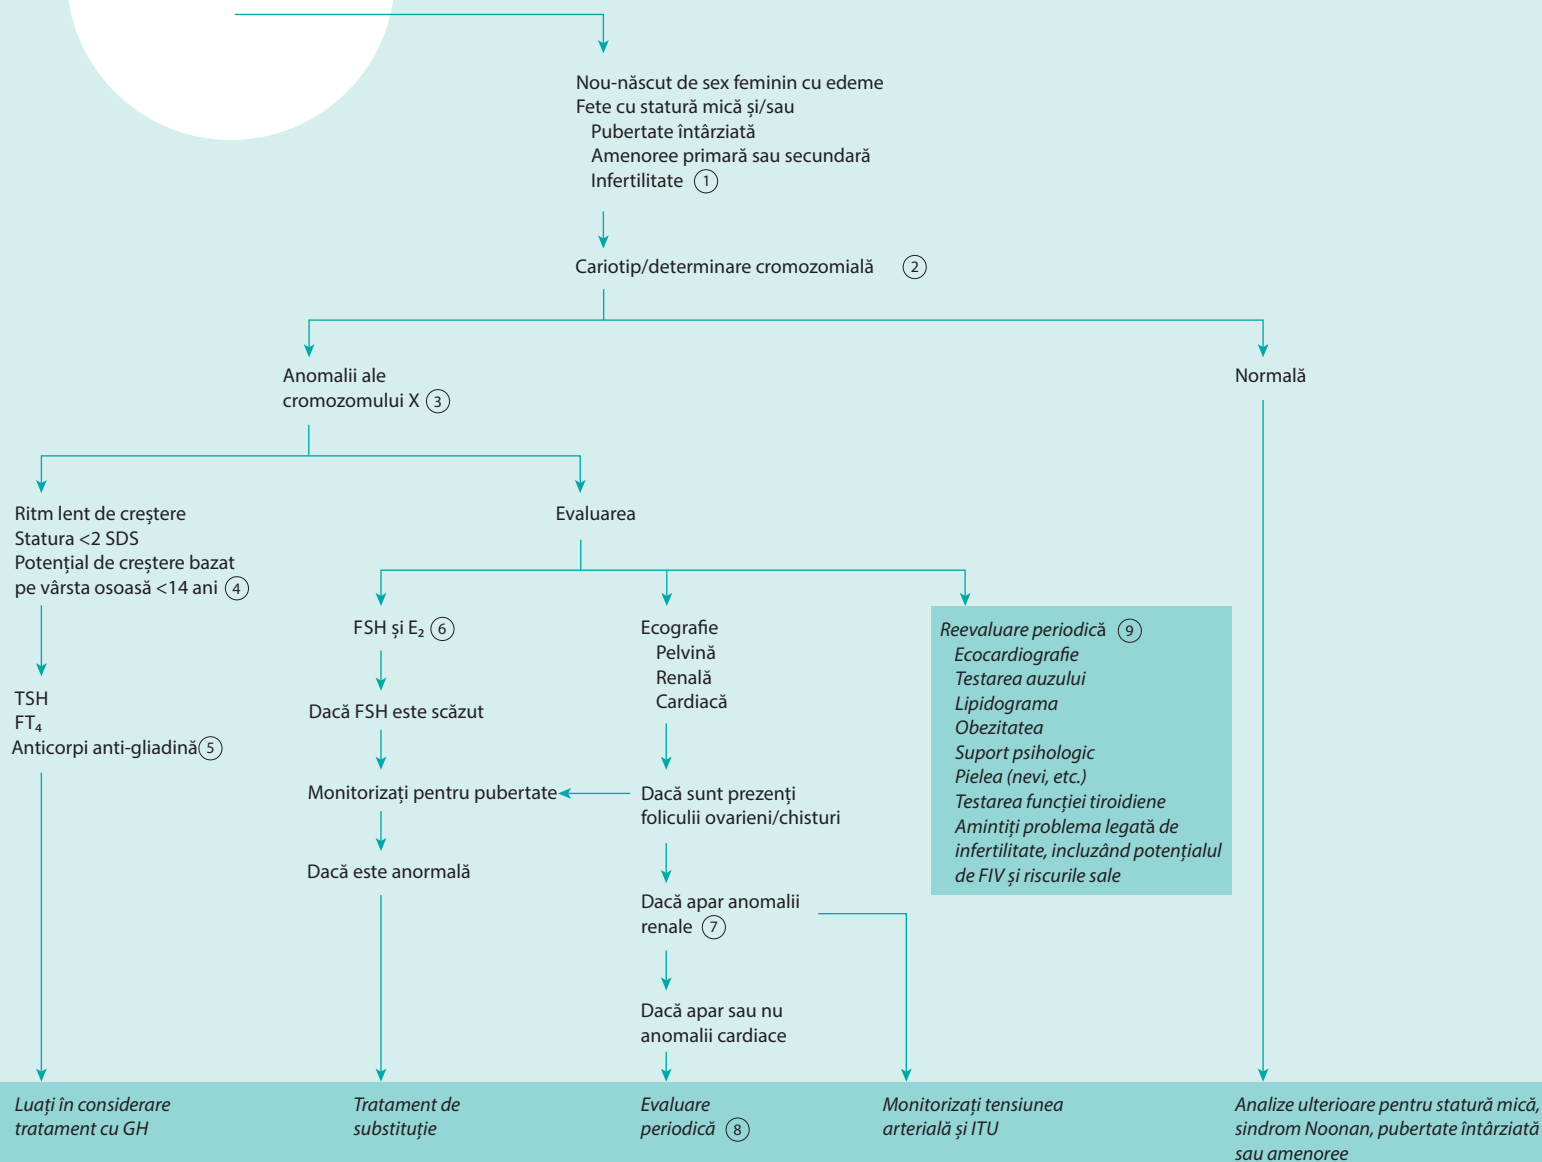 Nou-născut de sex feminin cu edeme
Fete cu statură mică și/sau
Pubertate întârziată
Amenoree primară sau secundară
Infertilitate 1
Cariotip/determinare cromozomială 2
Anomalii ale
cromozomului X 3
Normală
Ritm lent de creștere
Statura <2 SDS
Potențial de creștere bazat
pe vârsta osoasă <14 ani 4
Evaluarea
TSH
FT₄
Anticorpi anti-gliadină 5
FSH și E₂ 6
Dacă FSH este scăzut
Monitorizați pentru pubertate
Dacă este anormală
Ecografie
Pelvină
Renală
Cardiacă
Dacă sunt prezenți
foliculii ovarieni/chisturi
Dacă apar anomalii
renale 7
Dacă apar sau nu
anomalii cardiace
Reevaluare periodică 9
Ecocardiografie
Testarea auzului
Lipidograma
Obezitatea
Suport psihologic
Pielea (nevi, etc.)
Testarea funcției tiroidiene
Amintiți problema legată de
infertilitate, incluzând potențialul
de FIV și riscurile sale
Luați în considerare
tratament cu GH
Tratament de
substituție
Evaluare
periodică 8
Monitorizați tensiunea
arterială și ITU
Analize ulterioare pentru statură mică,
sindrom Noonan, pubertate întârziată
sau amenoree